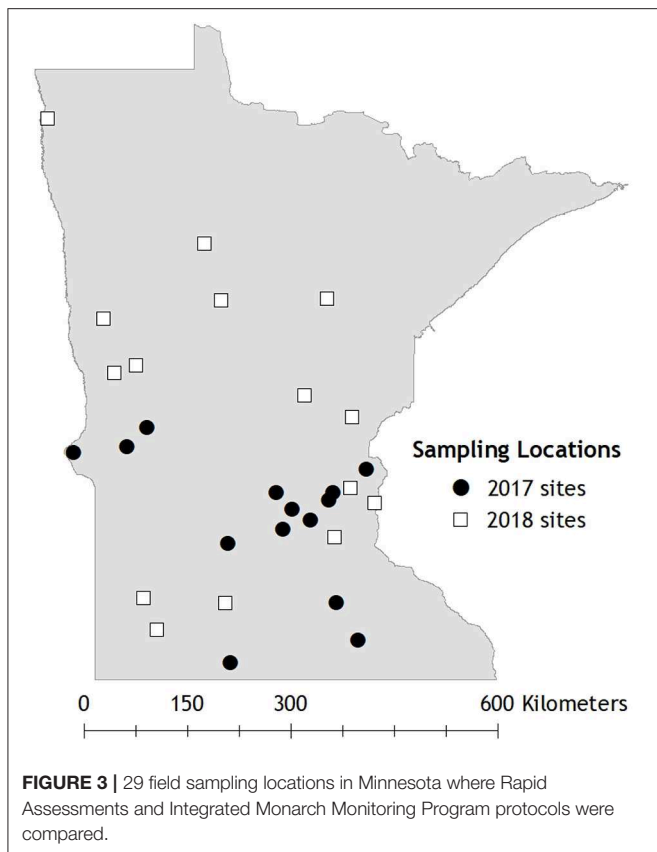 Sampling Locations
2017 sites
2018 sites
0 150 300 600 Kilometers
FIGURE 3 | 29 field sampling locations in Minnesota where Rapid
Assessments and Integrated Monarch Monitoring Program protocols were
compared.